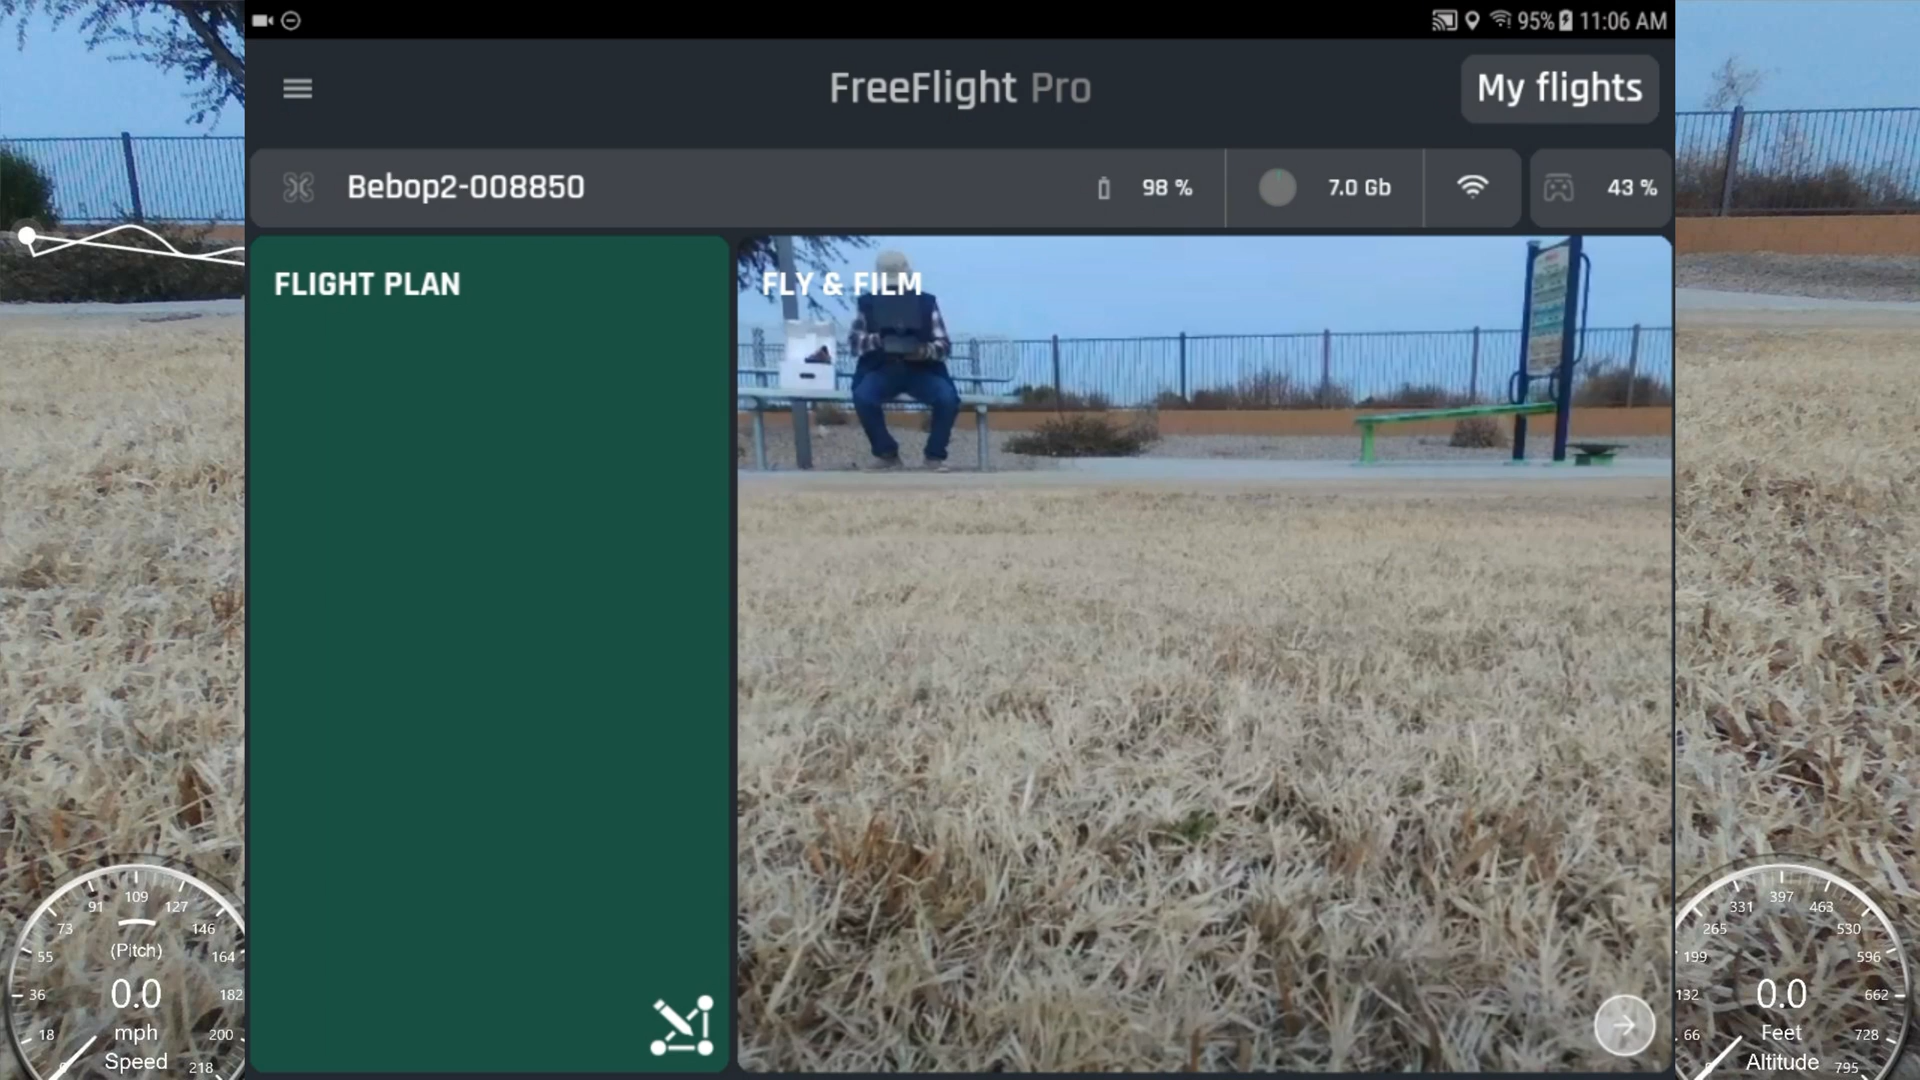 95% 11:06 AM
FreeFlight Pro
My flights
Bebop2-008850
98 %
7.0 Gb
43 %
FLIGHT PLAN
FLY & FILM
109
91 127
73 146
(Pitch)
55 164
0.0
36 182
mph
18 200
Speed
218
397
331 463
265 530
199 596
0.0
132 662
Feet
66 728
Altitude
795